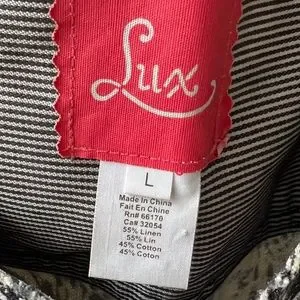 Lux
L
Made in China
Fait En Chine
Rn# 66170
Ca# 32054
55% Linen
55% Lin
45% Cotton
45% Coton